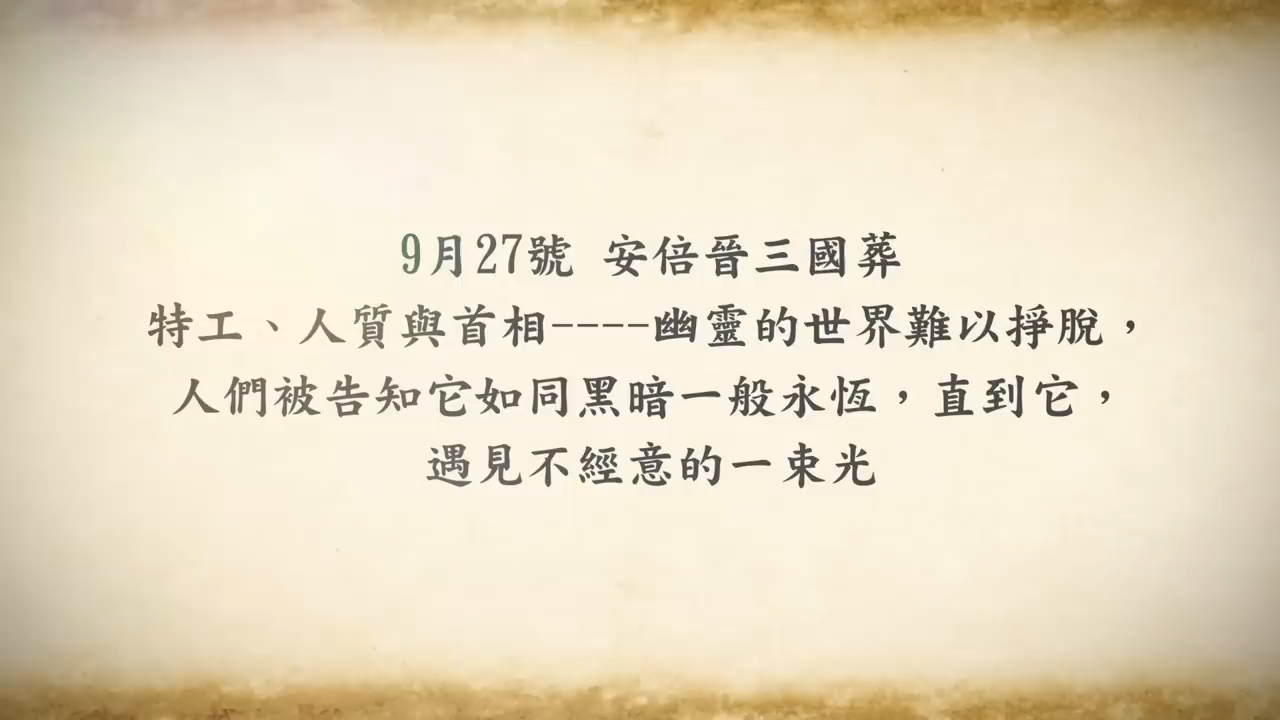 9月27號 安倍晉三國葬
特工、人質與首相----幽靈的世界難以掙脫，
人們被告知它如同黑暗一般永恆，直到它，
遇見不經意的一束光